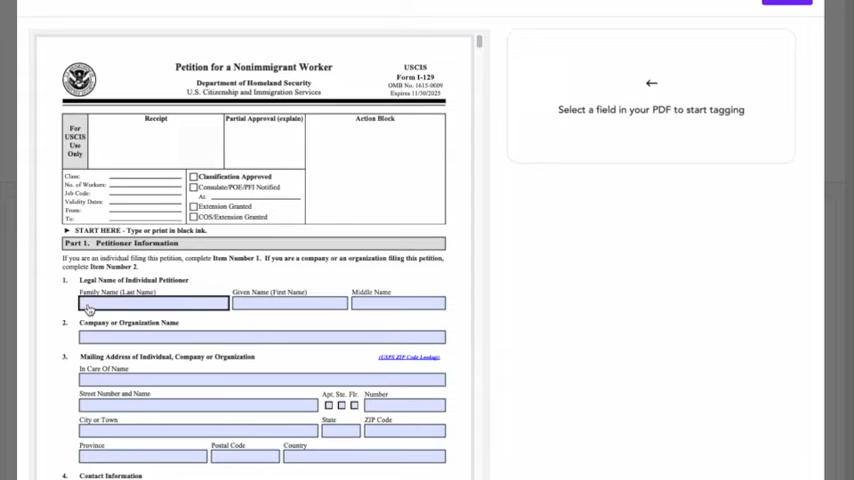 Petition for a Nonimmigrant Worker
Department of Homeland Security
U.S. Citizenship and Immigration Services
USCIS
Form I-129
OMB No. 1615-0009
Expires 11/30/2025
For
USCIS
Use
Only
Receipt
Partial Approval (explain)
Action Block
Class:
No. of Workers:
Job Code:
Validity Dates:
From:
To:
Classification Approved
Consulate/POE/PFI Notified
At:
Extension Granted
COS/Extension Granted
► START HERE - Type or print in black ink.
Part 1. Petitioner Information
If you are an individual filing this petition, complete Item Number 1. If you are a company or an organization filing this petition,
complete Item Number 2.
1. Legal Name of Individual Petitioner
Family Name (Last Name) Given Name (First Name) Middle Name
2. Company or Organization Name
3. Mailing Address of Individual, Company or Organization (USPS ZIP Code Lookup)
In Care Of Name
Street Number and Name Apt. Ste. Flr. Number
City or Town State ZIP Code
Province Postal Code Country
4. Contact Information
←
Select a field in your PDF to start tagging